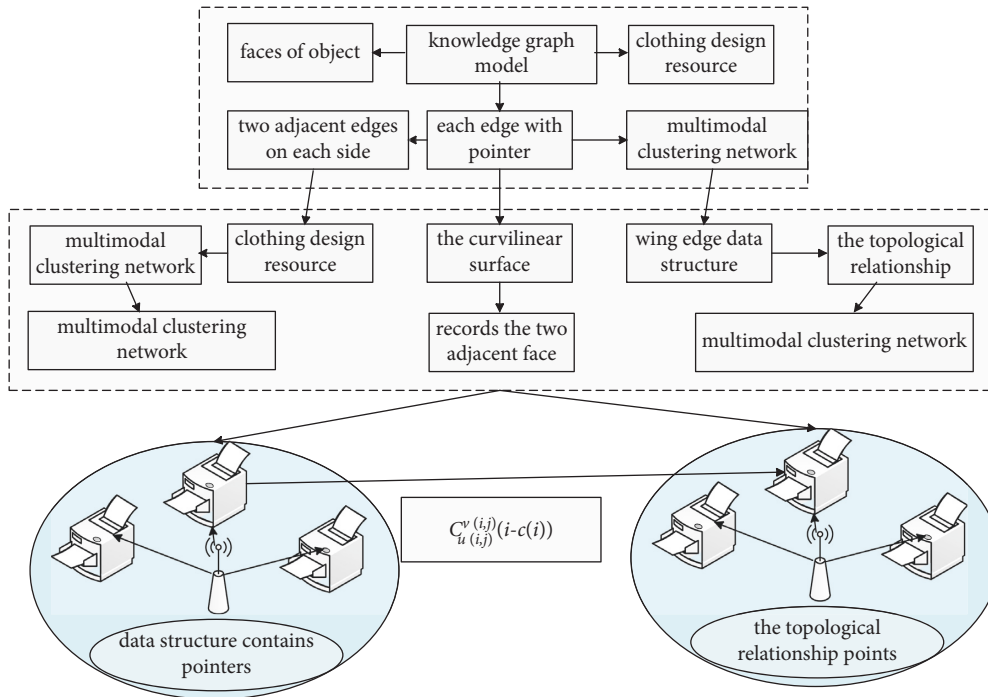 faces of object
knowledge graph
model
clothing design
resource
two adjacent edges
on each side
each edge with
pointer
multimodal
clustering network
multimodal
clustering network
clothing design
resource
the curvilinear
surface
wing edge data
structure
the topological
relationship
multimodal clustering
network
records the two
adjacent face
multimodal clustering network
C_{u (i,j)}^{v (i,j)}(i-c(i))
data structure contains
pointers
the topological
relationship points